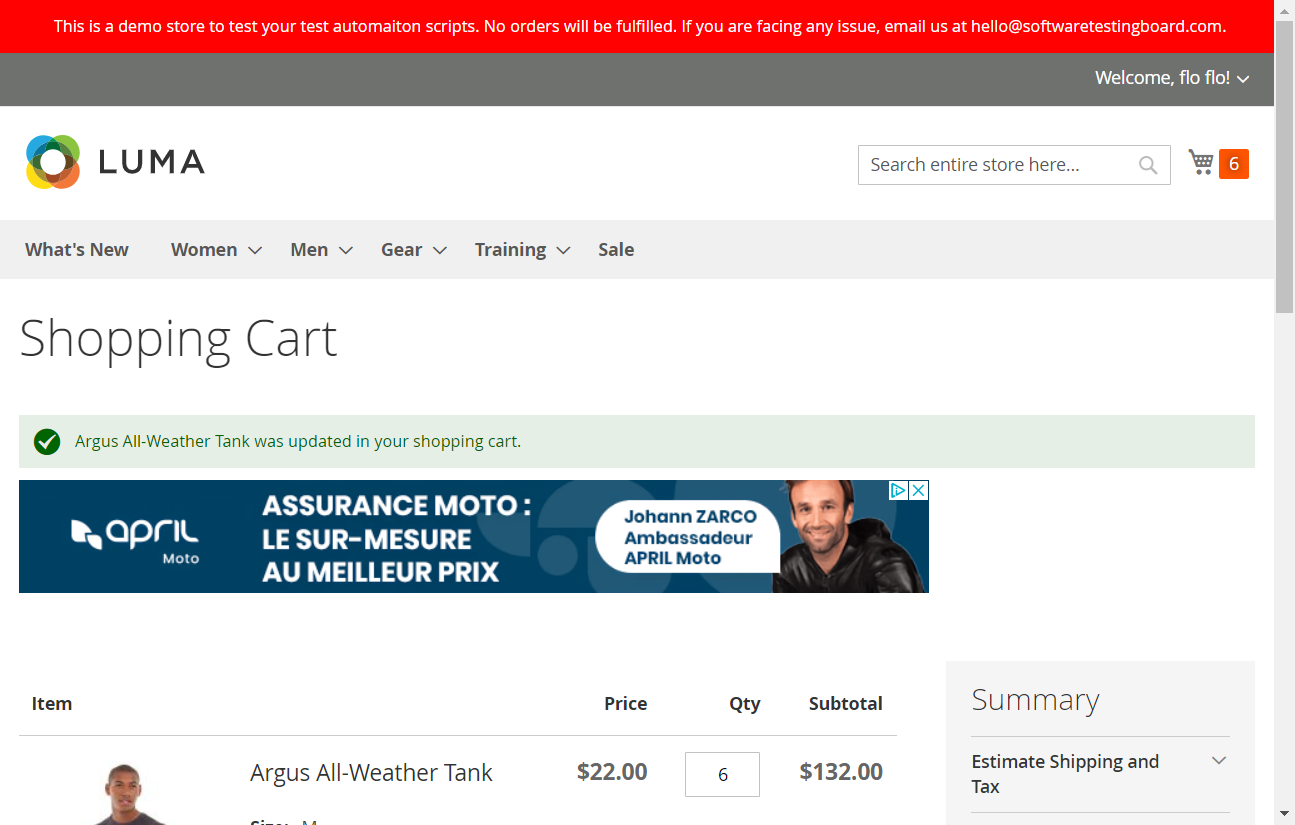 This is a demo store to test your test automaiton scripts. No orders will be fulfilled. If you are facing any issue, email us at hello@softwaretestingboard.com.
Welcome, flo flo!
LUMA
Search entire store here...
6
What's New
Women
Men
Gear
Training
Sale
Shopping Cart
Argus All-Weather Tank was updated in your shopping cart.
april
Moto
ASSURANCE MOTO :
LE SUR-MESURE
AU MEILLEUR PRIX
Johann ZARCO
Ambassadeur
APRIL Moto
Item
Price
Qty
Subtotal
Argus All-Weather Tank
$22.00
6
$132.00
Size: M
Summary
Estimate Shipping and
Tax